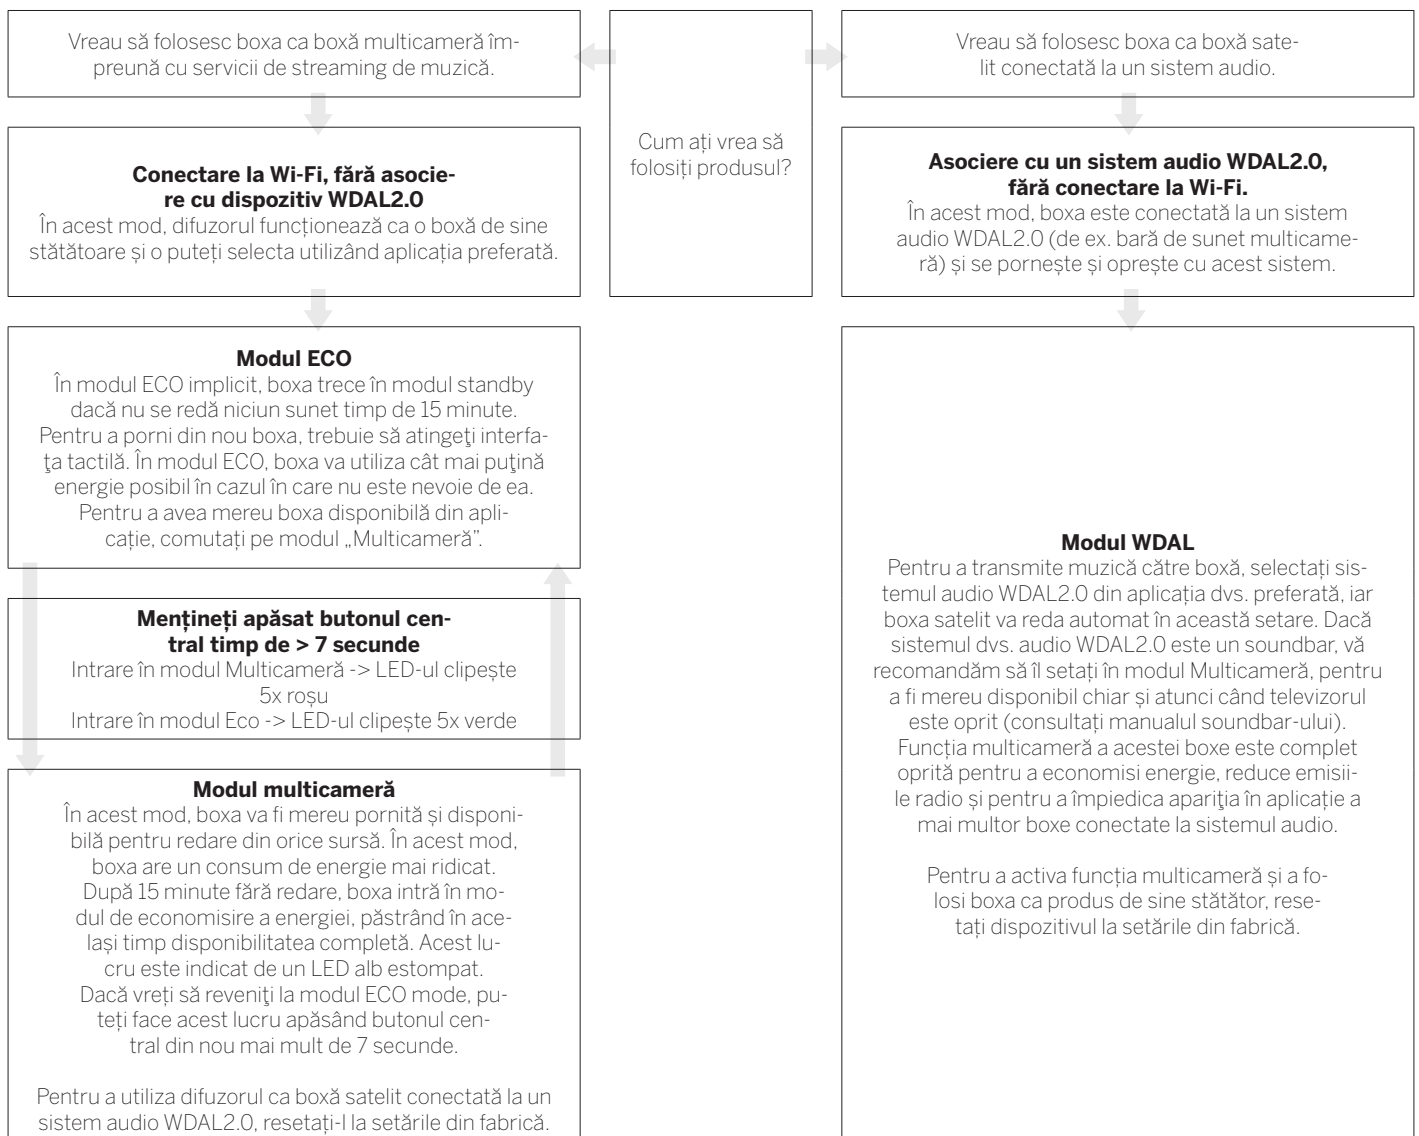 Vreau să folosesc boxa ca boxă multicameră îm-
preună cu servicii de streaming de muzică.
Conectare la Wi-Fi, fără asocie-
re cu dispozitiv WDAL2.0
În acest mod, difuzorul funcționează ca o boxă de sine
stătătoare și o puteți selecta utilizând aplicația preferată.
Modul ECO
În modul ECO implicit, boxa trece în modul standby
dacă nu se redă niciun sunet timp de 15 minute.
Pentru a porni din nou boxa, trebuie să atingeţi interfa-
ţa tactilă. În modul ECO, boxa va utiliza cât mai puţină
energie posibil în cazul în care nu este nevoie de ea.
Pentru a avea mereu boxa disponibilă din apli-
cație, comutați pe modul „Multicameră”.
Mențineți apăsat butonul cen-
tral timp de > 7 secunde
Intrare în modul Multicameră -> LED-ul clipește
5x roșu
Intrare în modul Eco -> LED-ul clipește 5x verde
Modul multicameră
În acest mod, boxa va fi mereu pornită și disponi-
bilă pentru redare din orice sursă. În acest mod,
boxa are un consum de energie mai ridicat.
După 15 minute fără redare, boxa intră în mo-
dul de economisire a energiei, păstrând în ace-
lași timp disponibilitatea completă. Acest lu-
cru este indicat de un LED alb estompat.
Dacă vreți să reveniţi la modul ECO mode, pu-
teți face acest lucru apăsând butonul cen-
tral din nou mai mult de 7 secunde.
Pentru a utiliza difuzorul ca boxă satelit conectată la un
sistem audio WDAL2.0, resetați-l la setările din fabrică.
Cum ați vrea să
folosiți produsul?
Vreau să folosesc boxa ca boxă sate-
lit conectată la un sistem audio.
Asociere cu un sistem audio WDAL2.0,
fără conectare la Wi-Fi.
În acest mod, boxa este conectată la un sistem
audio WDAL2.0 (de ex. bară de sunet multicame-
ră) și se pornește și oprește cu acest sistem.
Modul WDAL
Pentru a transmite muzică către boxă, selectați sis-
temul audio WDAL2.0 din aplicația dvs. preferată, iar
boxa satelit va reda automat în această setare. Dacă
sistemul dvs. audio WDAL2.0 este un soundbar, vă
recomandăm să îl setați în modul Multicameră, pentru
a fi mereu disponibil chiar și atunci când televizorul
este oprit (consultați manualul soundbar-ului).
Funcția multicameră a acestei boxe este complet
oprită pentru a economisi energie, reduce emisii-
le radio și pentru a împiedica apariţia în aplicație a
mai multor boxe conectate la sistemul audio.
Pentru a activa funcția multicameră și a fo-
losi boxa ca produs de sine stătător, rese-
tați dispozitivul la setările din fabrică.